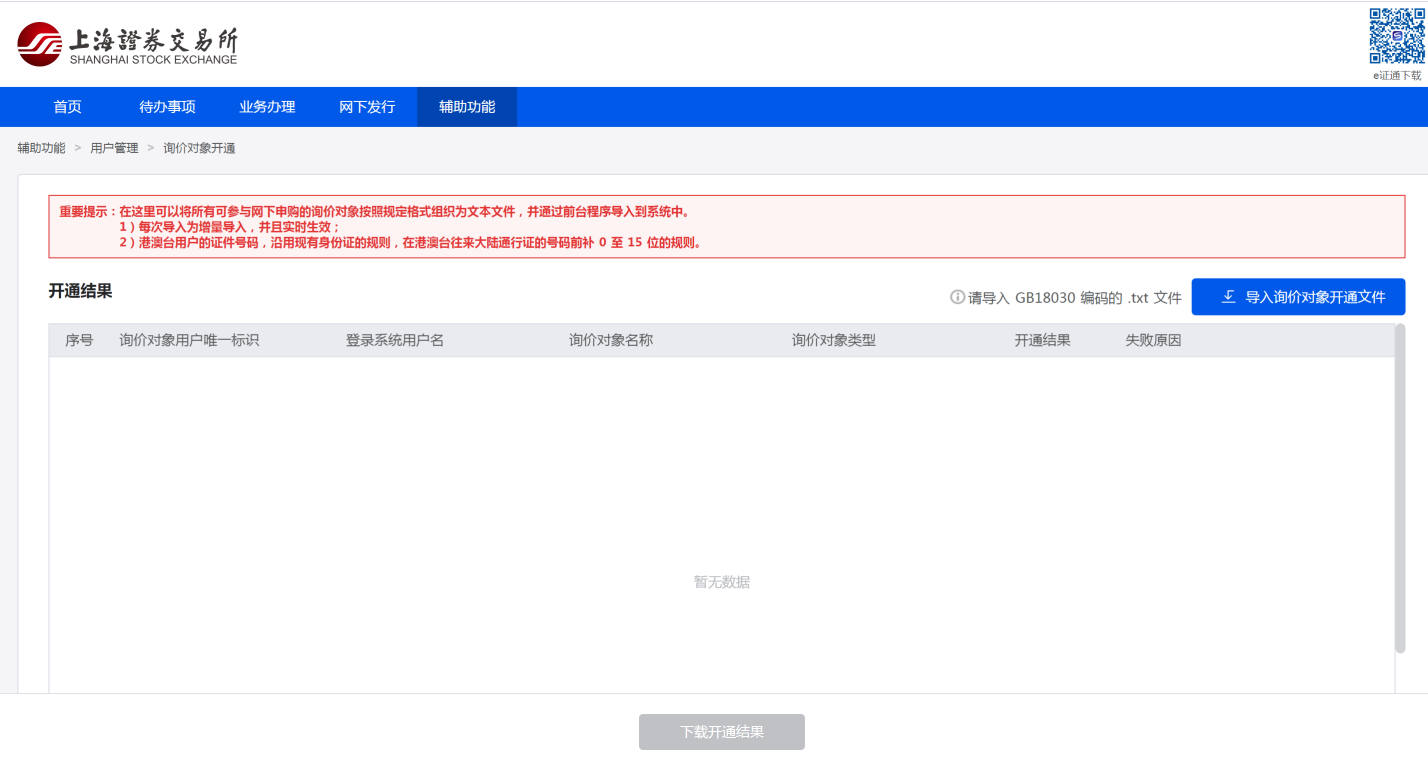 上海證券交易所
SHANGHAI STOCK EXCHANGE
e证通下载
首页 待办事项 业务办理 网下发行 辅助功能
辅助功能 > 用户管理 > 询价对象开通
重要提示：在这里可以将所有可参与网下申购的询价对象按照规定格式组织为文本文件，并通过前台程序导入到系统中。
1）每次导入为增量导入，并且实时生效；
2）港澳台用户的证件号码，沿用现有身份证的规则，在港澳台往来大陆通行证的号码前补 0 至 15 位的规则。
开通结果
请导入 GB18030 编码的 .txt 文件 导入询价对象开通文件
序号 询价对象用户唯一标识 登录系统用户名 询价对象名称 询价对象类型 开通结果 失败原因
暂无数据
下载开通结果